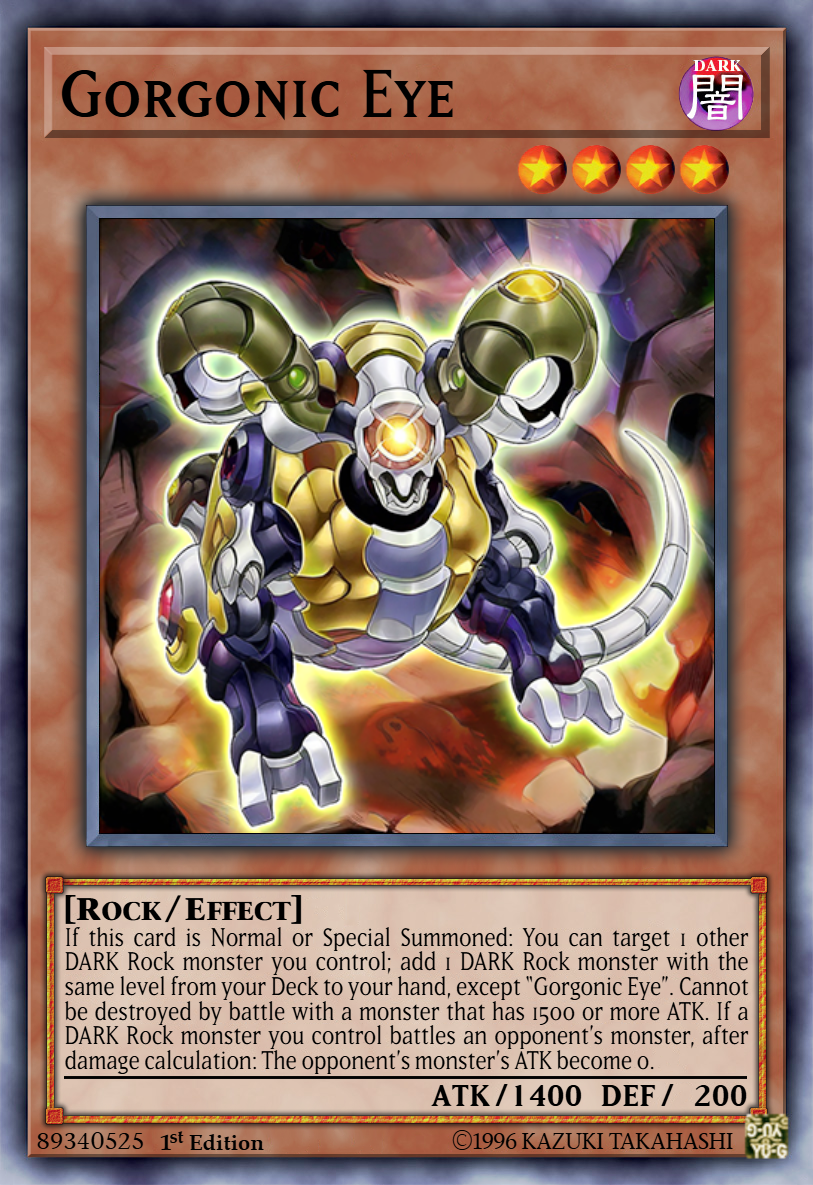 Gorgonic Eye
DARK
闇
[Rock/Effect]
If this card is Normal or Special Summoned: You can target 1 other
DARK Rock monster you control; add 1 DARK Rock monster with the
same level from your Deck to your hand, except "Gorgonic Eye". Cannot
be destroyed by battle with a monster that has 1500 or more ATK. If a
DARK Rock monster you control battles an opponent's monster, after
damage calculation: The opponent's monster's ATK become 0.
ATK/1400 DEF/ 200
89340525 1st Edition ©1996 KAZUKI TAKAHASHI